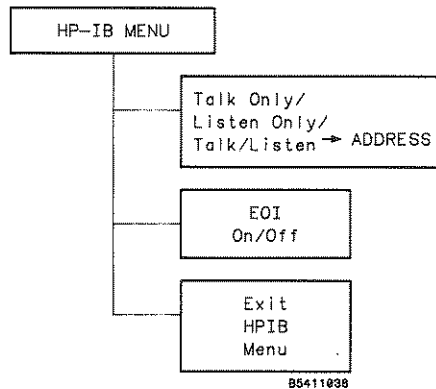 HP-IB MENU
Talk Only/
Listen Only/
Talk/Listen → ADDRESS
EOI
On/Off
Exit
HPIB
Menu
B5411038